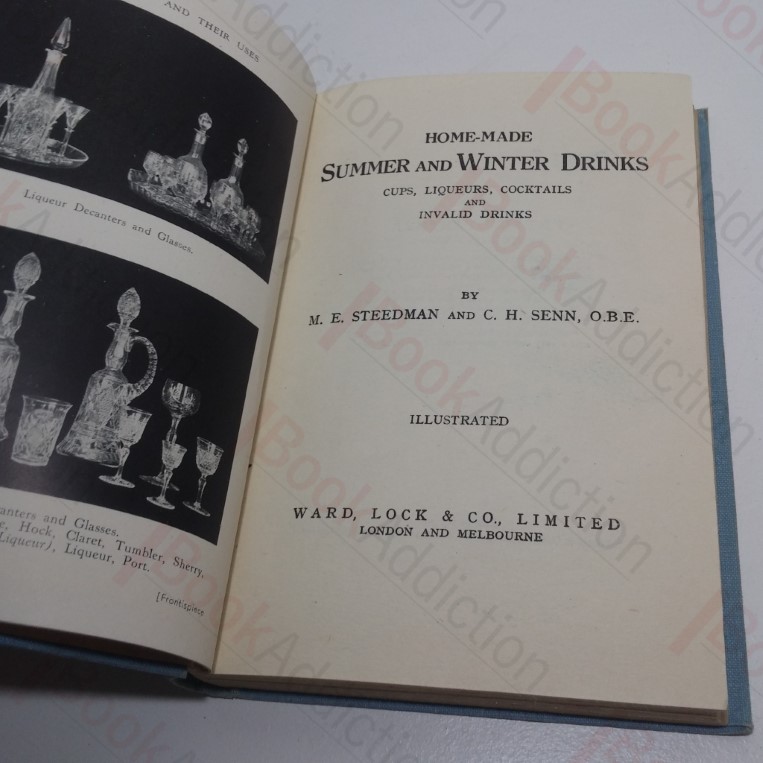 AND THEIR USES
Liqueur Decanters and Glasses.
and Glasses.
Hock, Claret, Tumbler, Sherry,
Liqueur), Liqueur, Port.
[Frontispiece
HOME-MADE
SUMMER AND WINTER DRINKS
CUPS, LIQUEURS, COCKTAILS
AND
INVALID DRINKS
BY
M. E. STEEDMAN AND C. H. SENN, O.B.E.
ILLUSTRATED
WARD, LOCK & CO., LIMITED
LONDON AND MELBOURNE
BookAddiction